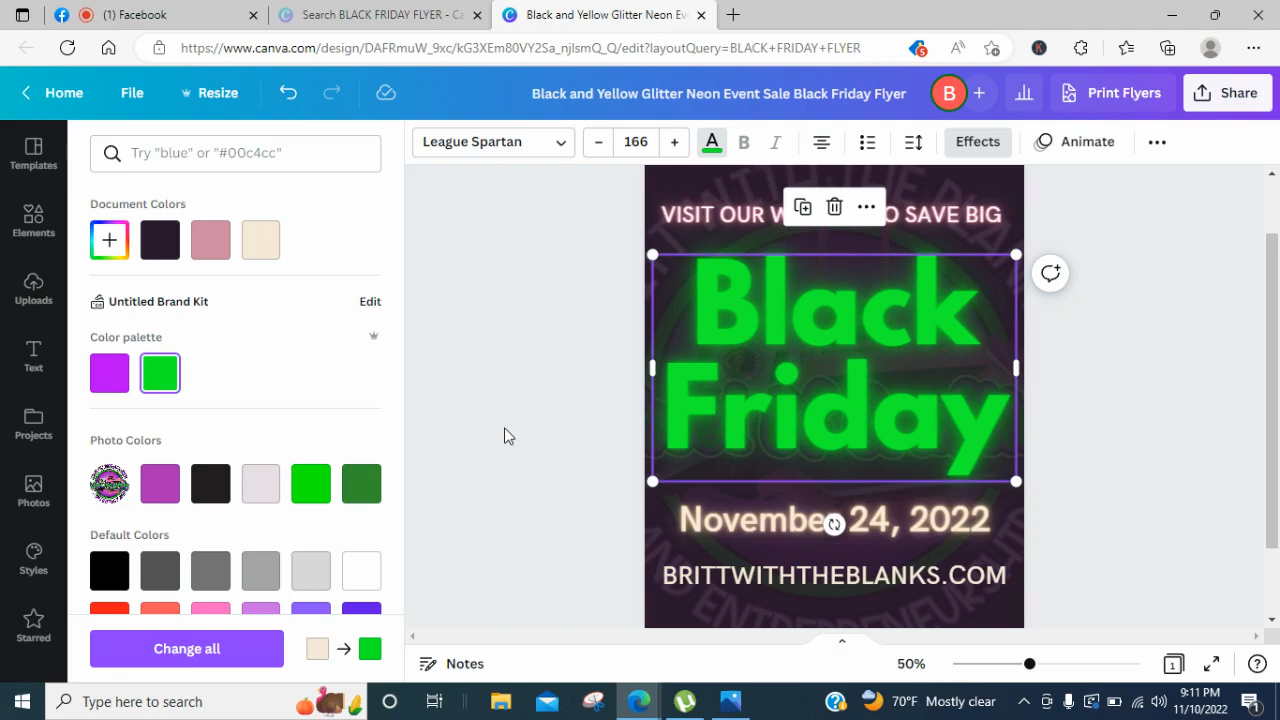 (1) Facebook
Search BLACK FRIDAY FLYER - Ca
Black and Yellow Glitter Neon Eve
https://www.canva.com/design/DAFRmuW_9xc/kG3XEm80VY2Sa_njlsmQ_Q/edit?layoutQuery=BLACK+FRIDAY+FLYER
5
A
K
Home
File
Resize
Black and Yellow Glitter Neon Event Sale Black Friday Flyer
B
+
Print Flyers
Share
Templates
Elements
Uploads
Text
Projects
Photos
Styles
Starred
Try "blue" or "#00c4cc"
Document Colors
Untitled Brand Kit
Edit
Color palette
Photo Colors
Default Colors
Change all
League Spartan
– 166 +
A
B
I
Effects
Animate
VISIT OUR W
O SAVE BIG
Black
Friday
Novembe 24, 2022
BRITTWITHTHEBLANKS.COM
Notes
50%
1
Type here to search
70°F Mostly clear
9:11 PM
11/10/2022
1